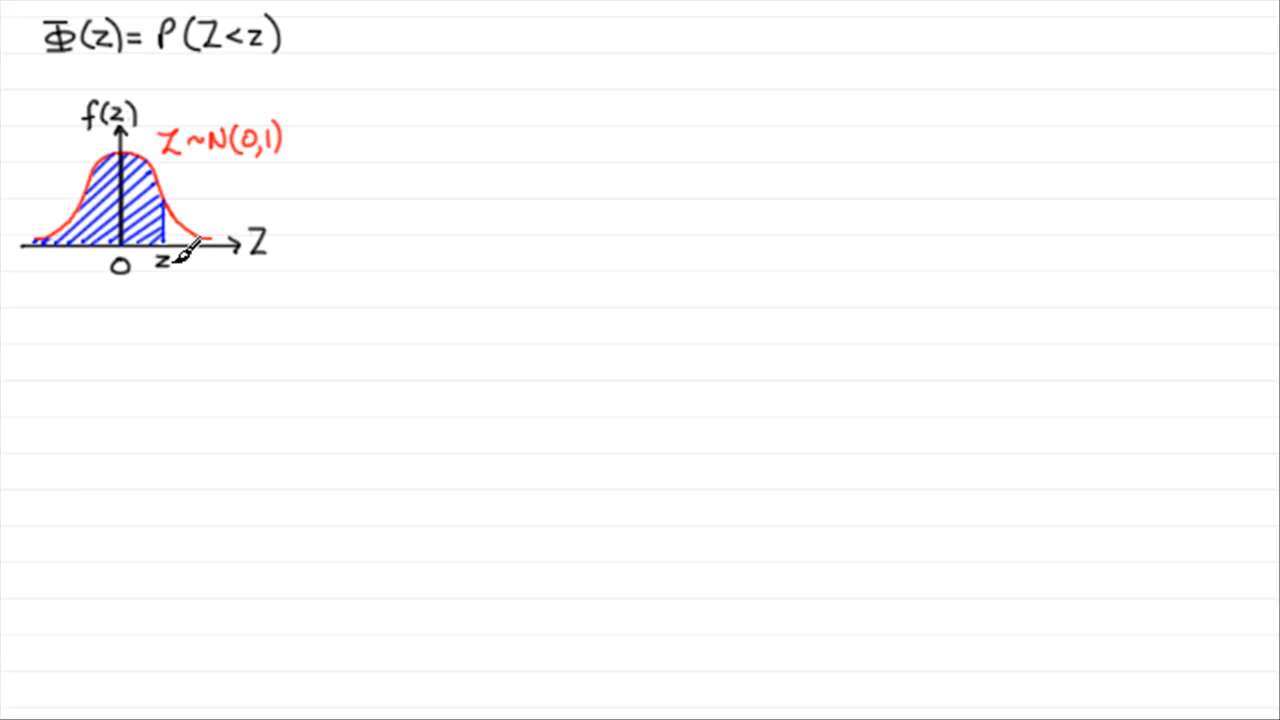 Φ(z)= P(Z<z)
f(z)
Z~N(0,1)
Z
0 z